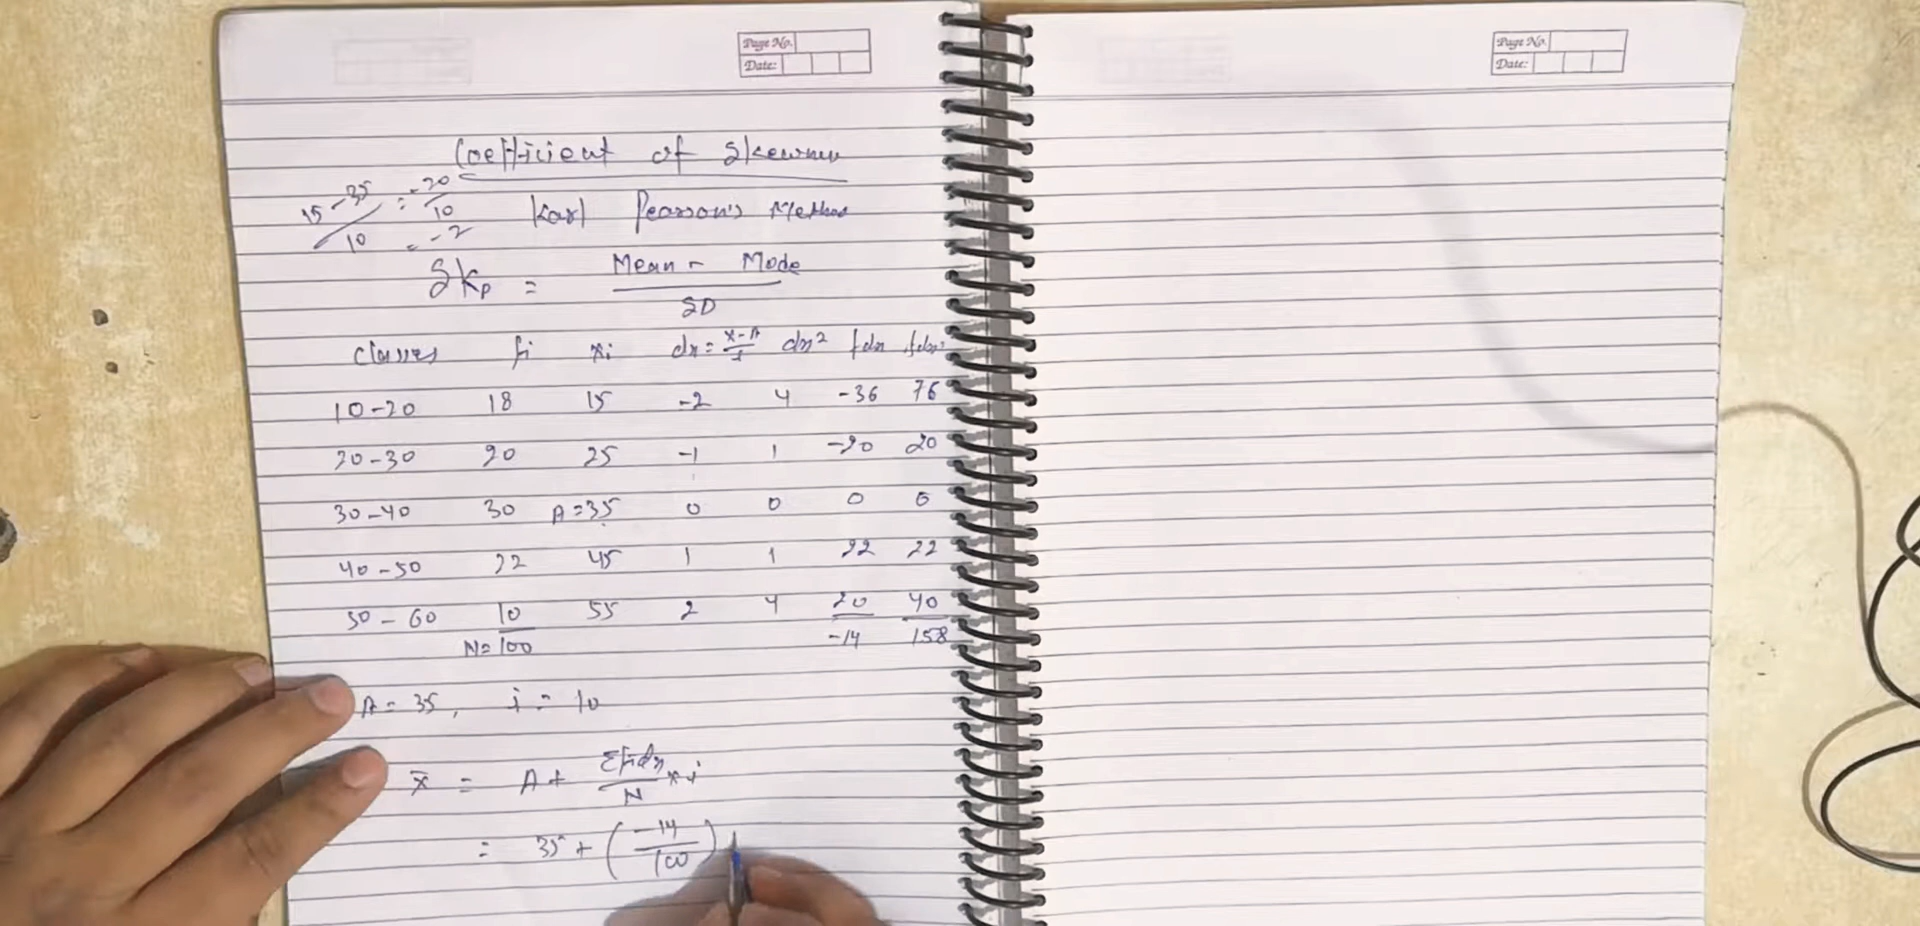 Page No.
Date:
Page No.
Date:
Coefficient of Skewness
15-35/10 = -20/10
= -2
Karl Pearson's Method
Skp = Mean - Mode / SD
Classes fi xi dx = x-A/i dx² fdx fdx²
10-20 18 15 -2 4 -36 76
20-30 20 25 -1 1 -20 20
30-40 30 A=35 0 0 0 0
40-50 22 45 1 1 22 22
50-60 10 55 2 4 20 40
N=100 -14 158
A = 35, i = 10
x̄ = A + Σfidx/N × i
= 35 + (-14/100)